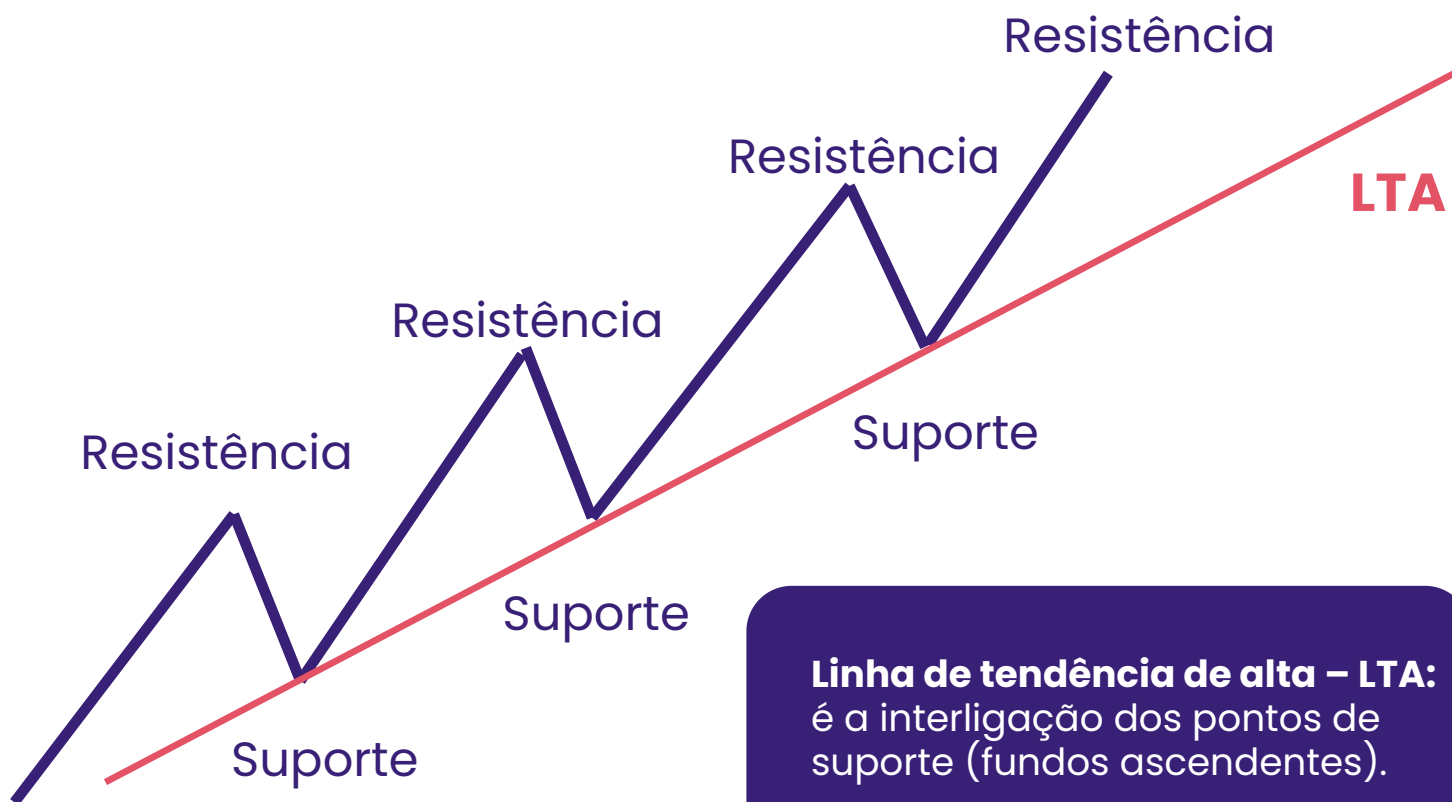 Resistência
Resistência
LTA
Resistência
Resistência
Suporte
Suporte
Linha de tendência de alta – LTA:
é a interligação dos pontos de
suporte (fundos ascendentes).
Suporte